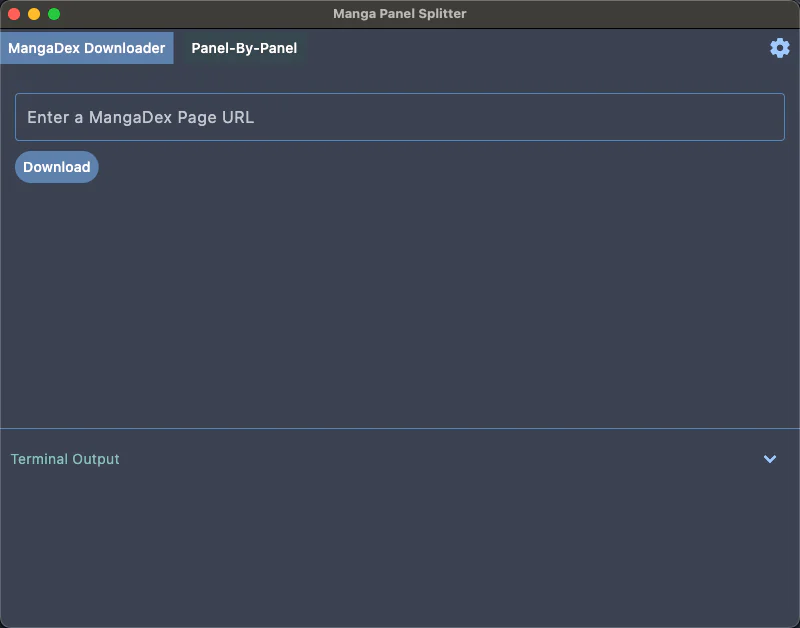 Manga Panel Splitter
MangaDex Downloader
Panel-By-Panel
Enter a MangaDex Page URL
Download
Terminal Output